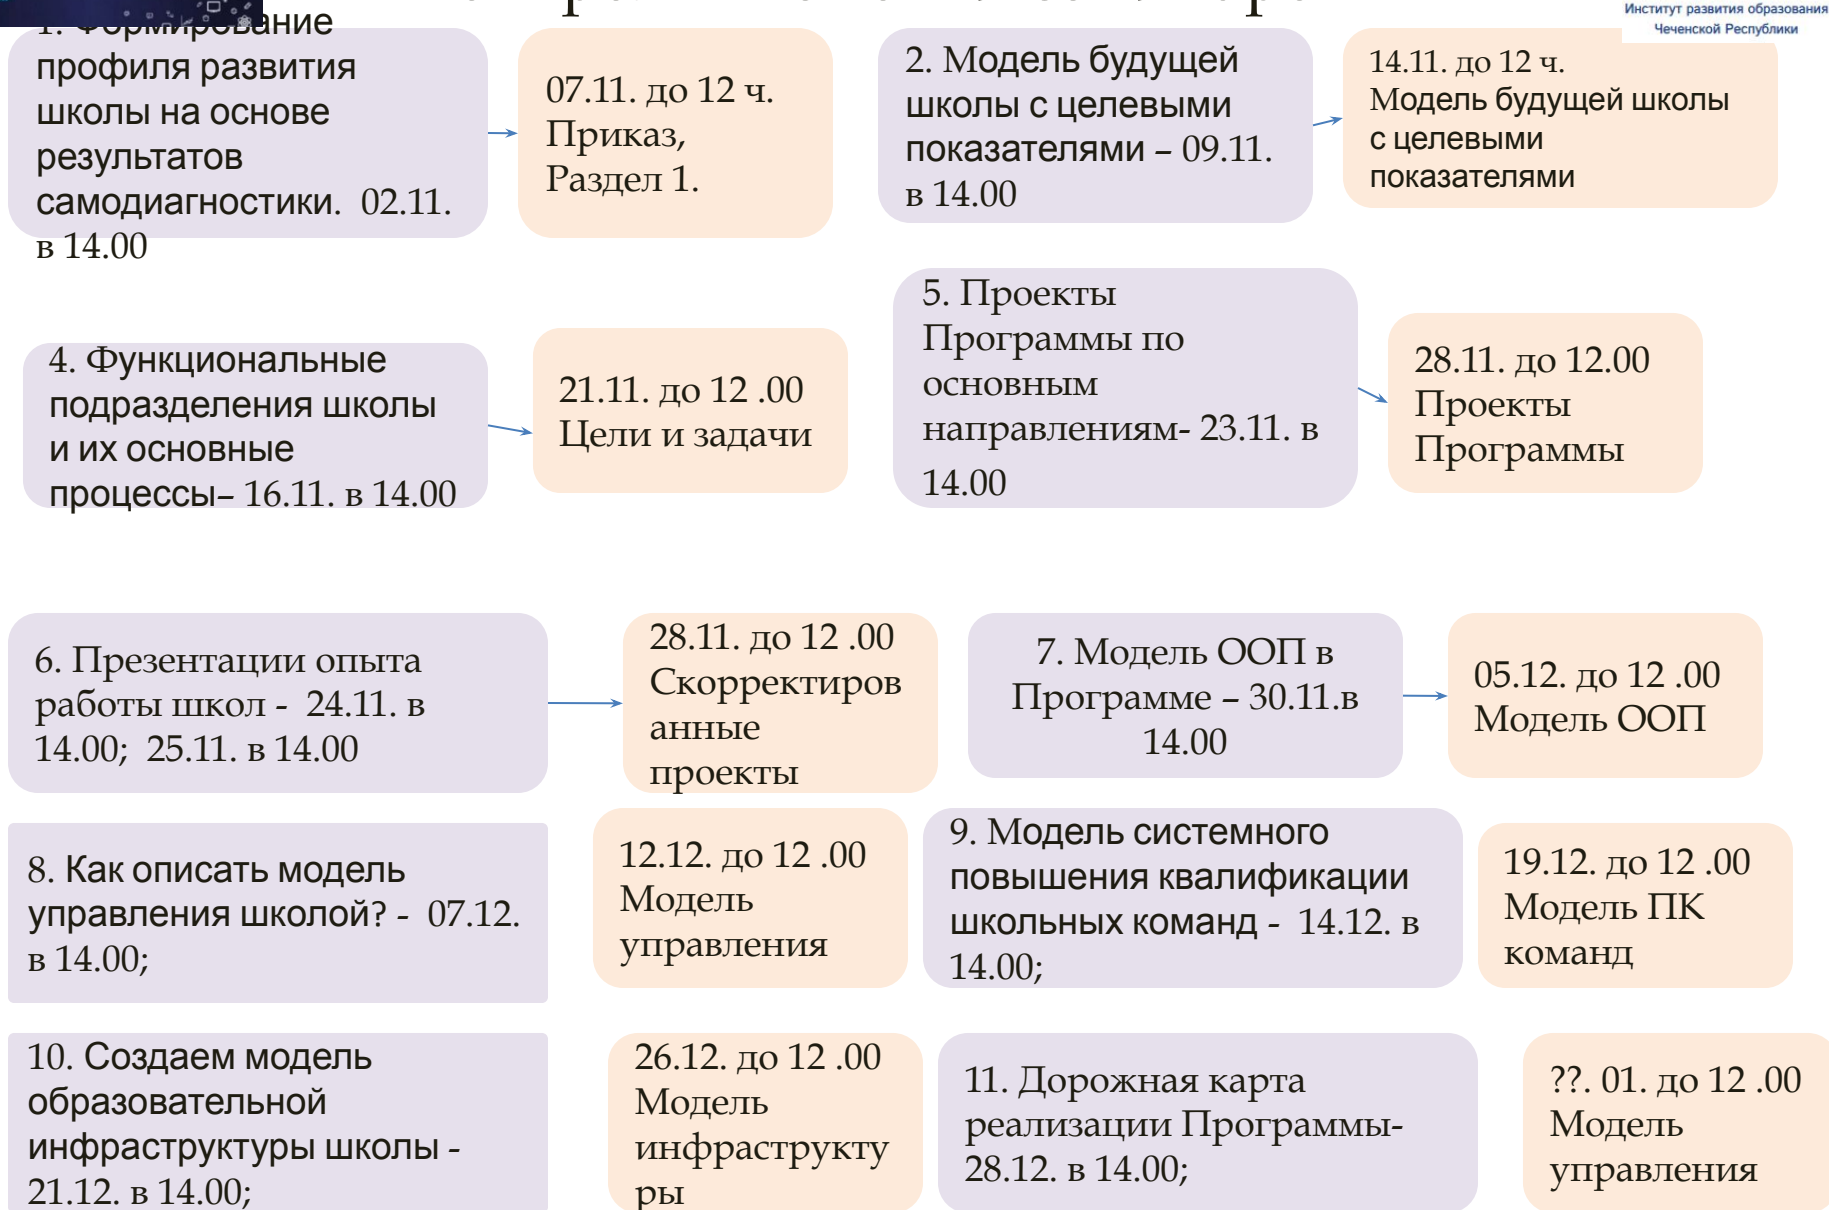 Институт развития образования
Чеченской Республики
1. Формирование
профиля развития
школы на основе
результатов
самодиагностики. 02.11.
в 14.00
07.11. до 12 ч.
Приказ,
Раздел 1.
2. Модель будущей
школы с целевыми
показателями – 09.11.
в 14.00
14.11. до 12 ч.
Модель будущей школы
с целевыми
показателями
4. Функциональные
подразделения школы
и их основные
процессы– 16.11. в 14.00
21.11. до 12 .00
Цели и задачи
5. Проекты
Программы по
основным
направлениям- 23.11. в
14.00
28.11. до 12.00
Проекты
Программы
6. Презентации опыта
работы школ - 24.11. в
14.00; 25.11. в 14.00
28.11. до 12 .00
Скорректиров
анные
проекты
7. Модель ООП в
Программе – 30.11.в
14.00
05.12. до 12 .00
Модель ООП
8. Как описать модель
управления школой? - 07.12.
в 14.00;
12.12. до 12 .00
Модель
управления
9. Модель системного
повышения квалификации
школьных команд - 14.12. в
14.00;
19.12. до 12 .00
Модель ПК
команд
10. Создаем модель
образовательной
инфраструктуры школы -
21.12. в 14.00;
26.12. до 12 .00
Модель
инфраструкту
ры
11. Дорожная карта
реализации Программы-
28.12. в 14.00;
??. 01. до 12 .00
Модель
управления